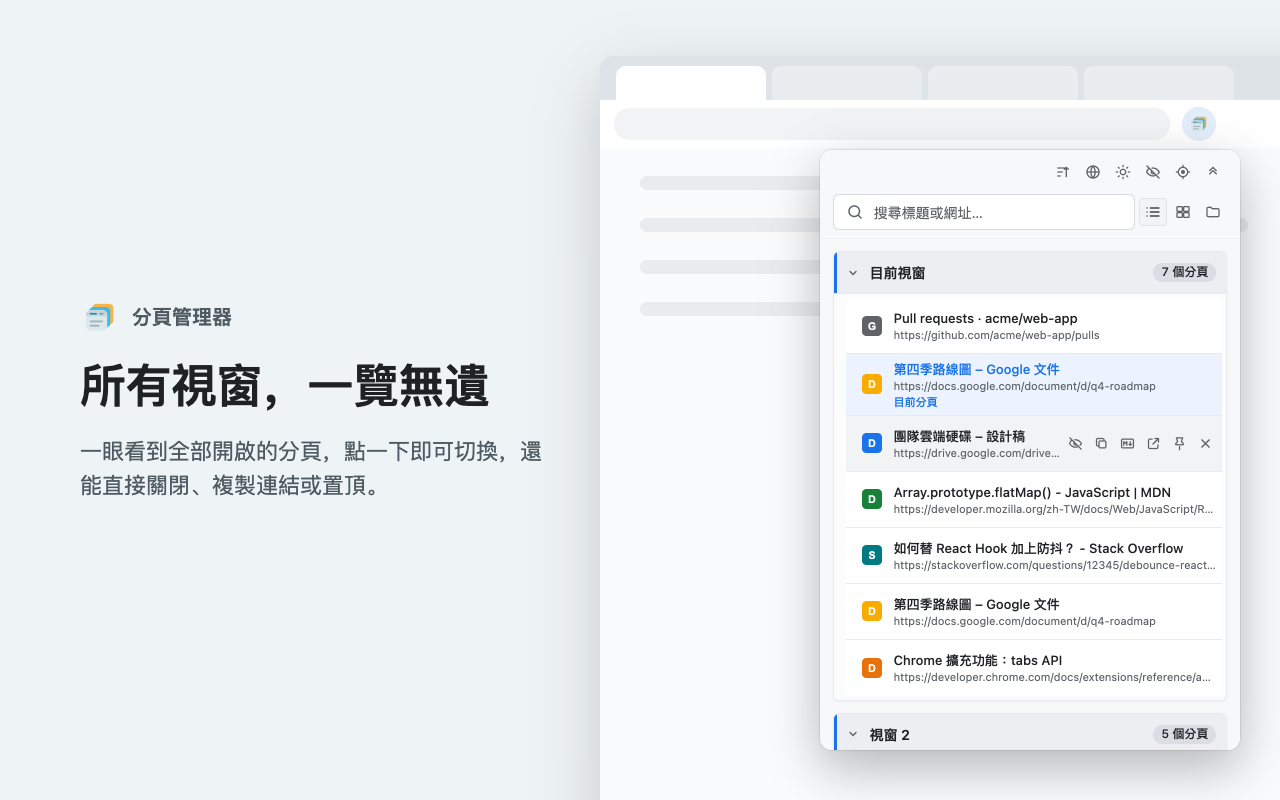 分頁管理器
所有視窗，一覽無遺
一眼看到全部開啟的分頁，點一下即可切換，還
能直接關閉、複製連結或置頂。
搜尋標題或網址...
目前視窗
7 個分頁
G
Pull requests · acme/web-app
https://github.com/acme/web-app/pulls
D
第四季路線圖 – Google 文件
https://docs.google.com/document/d/q4-roadmap
目前分頁
D
團隊雲端硬碟 – 設計稿
https://drive.google.com/drive...
D
Array.prototype.flatMap() - JavaScript | MDN
https://developer.mozilla.org/zh-TW/docs/Web/JavaScript/R...
S
如何替 React Hook 加上防抖？ - Stack Overflow
https://stackoverflow.com/questions/12345/debounce-react...
D
第四季路線圖 – Google 文件
https://docs.google.com/document/d/q4-roadmap
D
Chrome 擴充功能：tabs API
https://developer.chrome.com/docs/extensions/reference/a...
視窗 2
5 個分頁